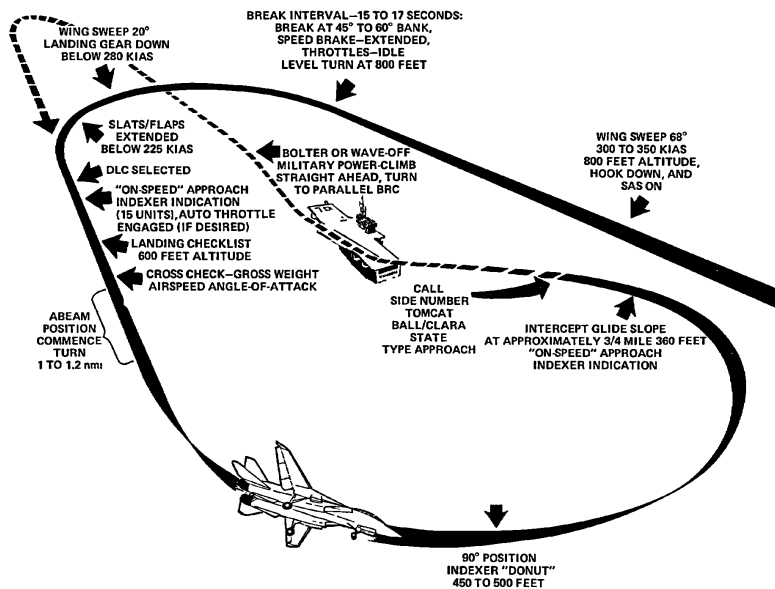 BREAK INTERVAL–15 TO 17 SECONDS:
BREAK AT 45° TO 60° BANK,
SPEED BRAKE–EXTENDED,
THROTTLES–IDLE
LEVEL TURN AT 800 FEET
WING SWEEP 20°
LANDING GEAR DOWN
BELOW 280 KIAS
SLATS/FLAPS
EXTENDED
BELOW 225 KIAS
DLC SELECTED
"ON-SPEED" APPROACH
INDEXER INDICATION
(15 UNITS), AUTO THROTTLE
ENGAGED (IF DESIRED)
LANDING CHECKLIST
600 FEET ALTITUDE
CROSS CHECK–GROSS WEIGHT
AIRSPEED ANGLE-OF-ATTACK
ABEAM
POSITION
COMMENCE
TURN
1 TO 1.2 nmi
BOLTER OR WAVE-OFF
MILITARY POWER-CLIMB
STRAIGHT AHEAD, TURN
TO PARALLEL BRC
WING SWEEP 68°
300 TO 350 KIAS
800 FEET ALTITUDE,
HOOK DOWN, AND
SAS ON
CALL
SIDE NUMBER
TOMCAT
BALL/CLARA
STATE
TYPE APPROACH
INTERCEPT GLIDE SLOPE
AT APPROXIMATELY 3/4 MILE 360 FEET
"ON-SPEED" APPROACH
INDEXER INDICATION
90° POSITION
INDEXER "DONUT"
450 TO 500 FEET